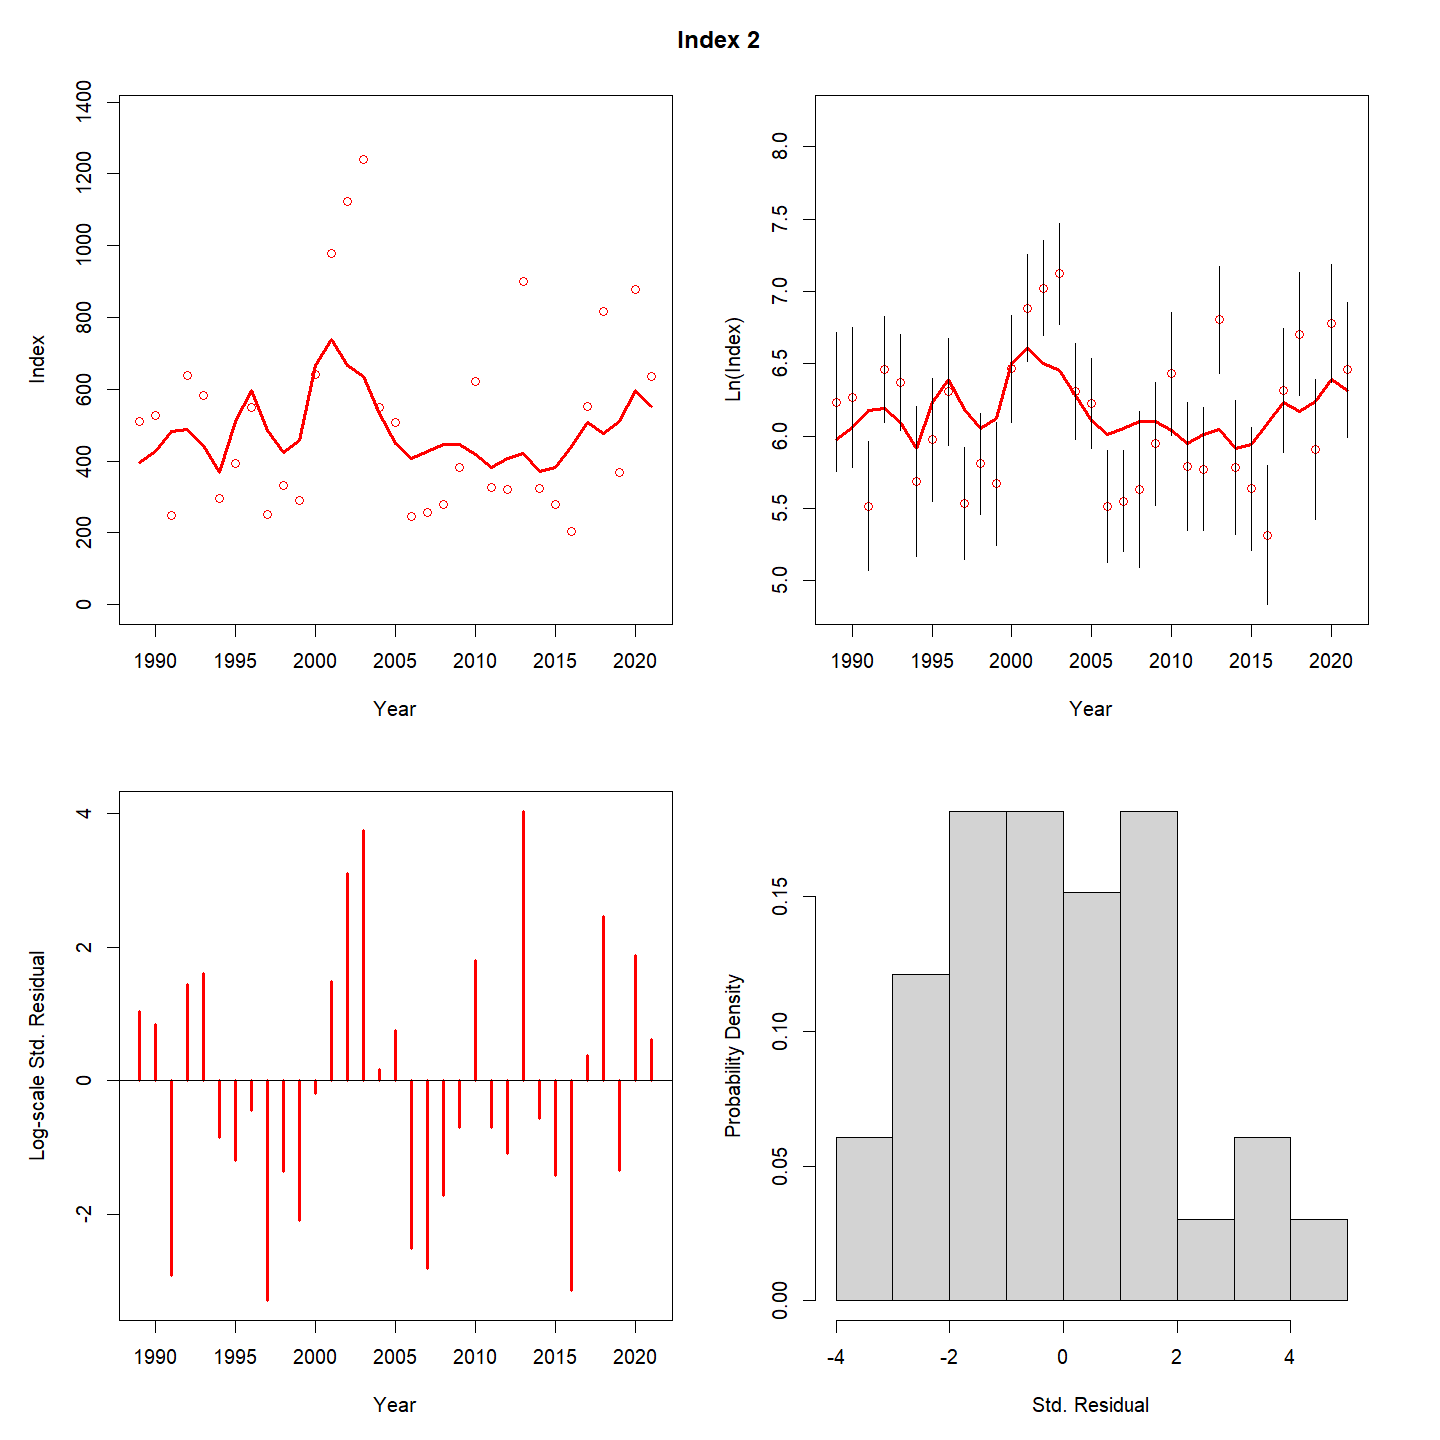 Index 2
Index
0 200 400 600 800 1000 1200 1400
1990 1995 2000 2005 2010 2015 2020
Year
Ln(Index)
5.0 5.5 6.0 6.5 7.0 7.5 8.0
1990 1995 2000 2005 2010 2015 2020
Year
Log-scale Std. Residual
-2 0 2 4
1990 1995 2000 2005 2010 2015 2020
Year
Probability Density
0.00 0.05 0.10 0.15
-4 -2 0 2 4
Std. Residual